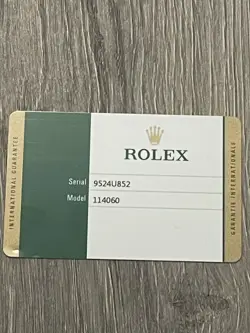 INTERNATIONAL GUARANTEE
ROLEX
Serial 9524U852
Model 114060
GARANTIE INTERNATIONALE